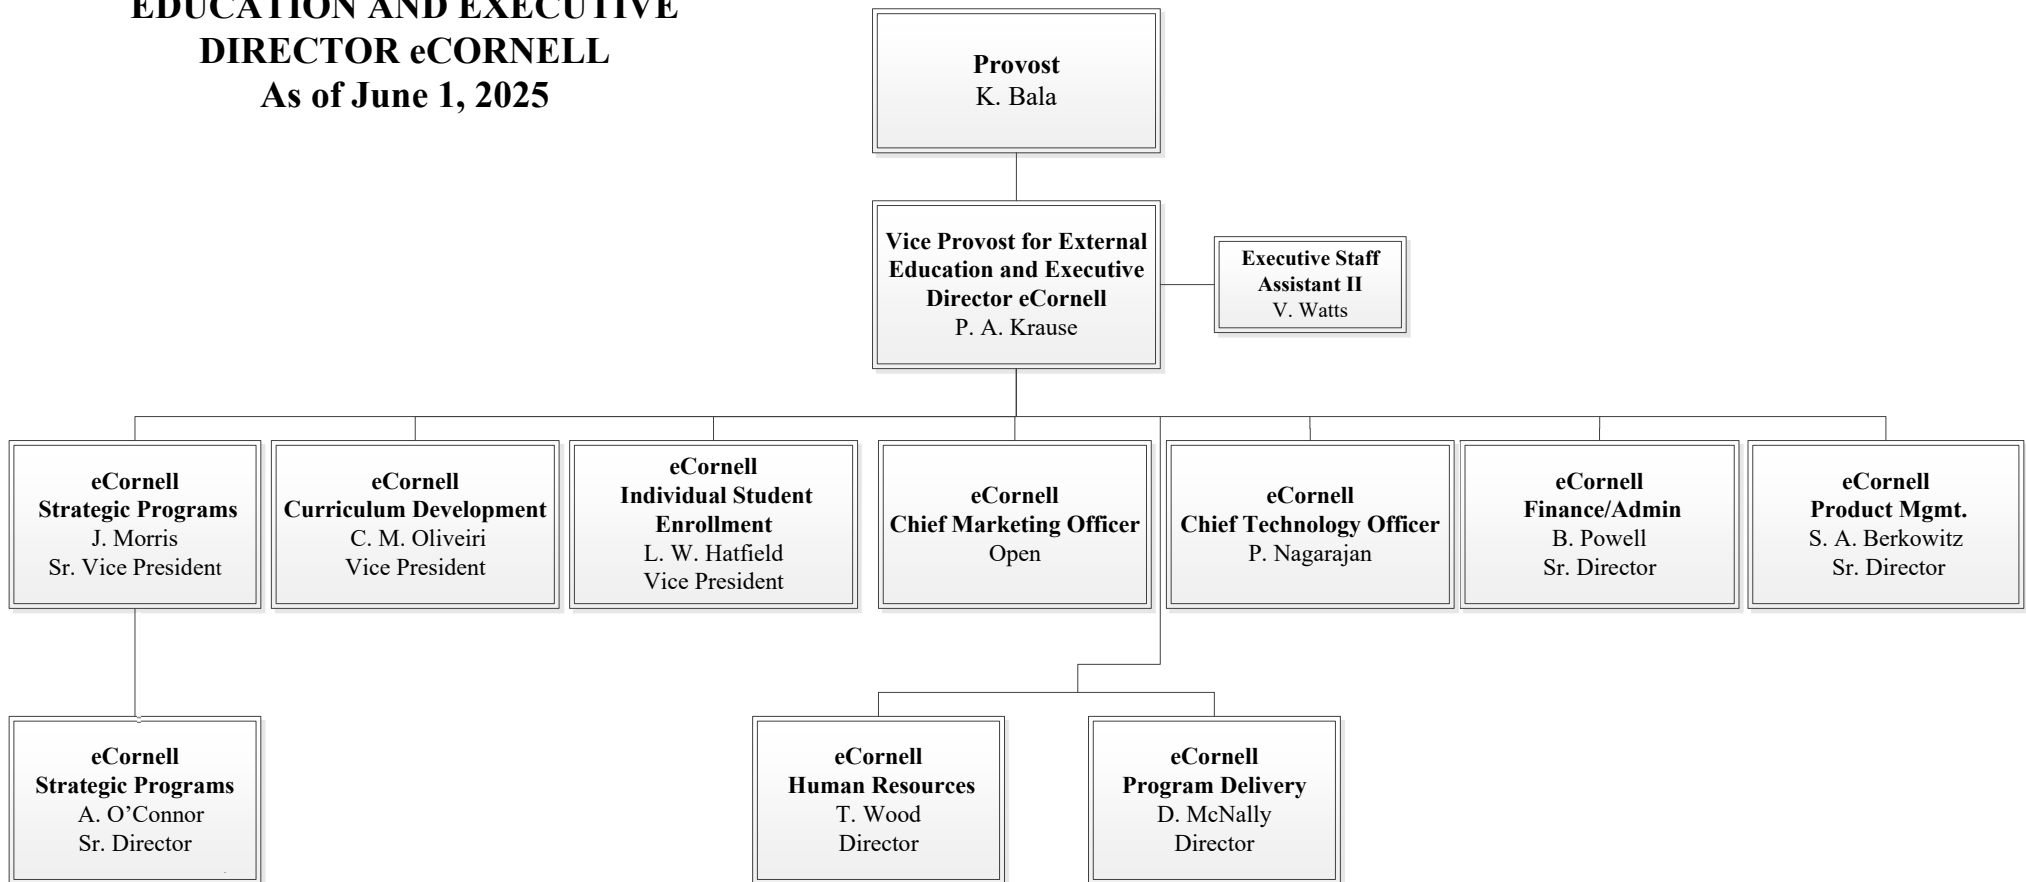 EDUCATION AND EXECUTIVE
DIRECTOR eCORNELL
As of June 1, 2025
Provost
K. Bala
Vice Provost for External
Education and Executive
Director eCornell
P. A. Krause
Executive Staff
Assistant II
V. Watts
eCornell
Strategic Programs
J. Morris
Sr. Vice President
eCornell
Curriculum Development
C. M. Oliveiri
Vice President
eCornell
Individual Student
Enrollment
L. W. Hatfield
Vice President
eCornell
Chief Marketing Officer
Open
eCornell
Chief Technology Officer
P. Nagarajan
eCornell
Finance/Admin
B. Powell
Sr. Director
eCornell
Product Mgmt.
S. A. Berkowitz
Sr. Director
eCornell
Strategic Programs
A. O’Connor
Sr. Director
eCornell
Human Resources
T. Wood
Director
eCornell
Program Delivery
D. McNally
Director